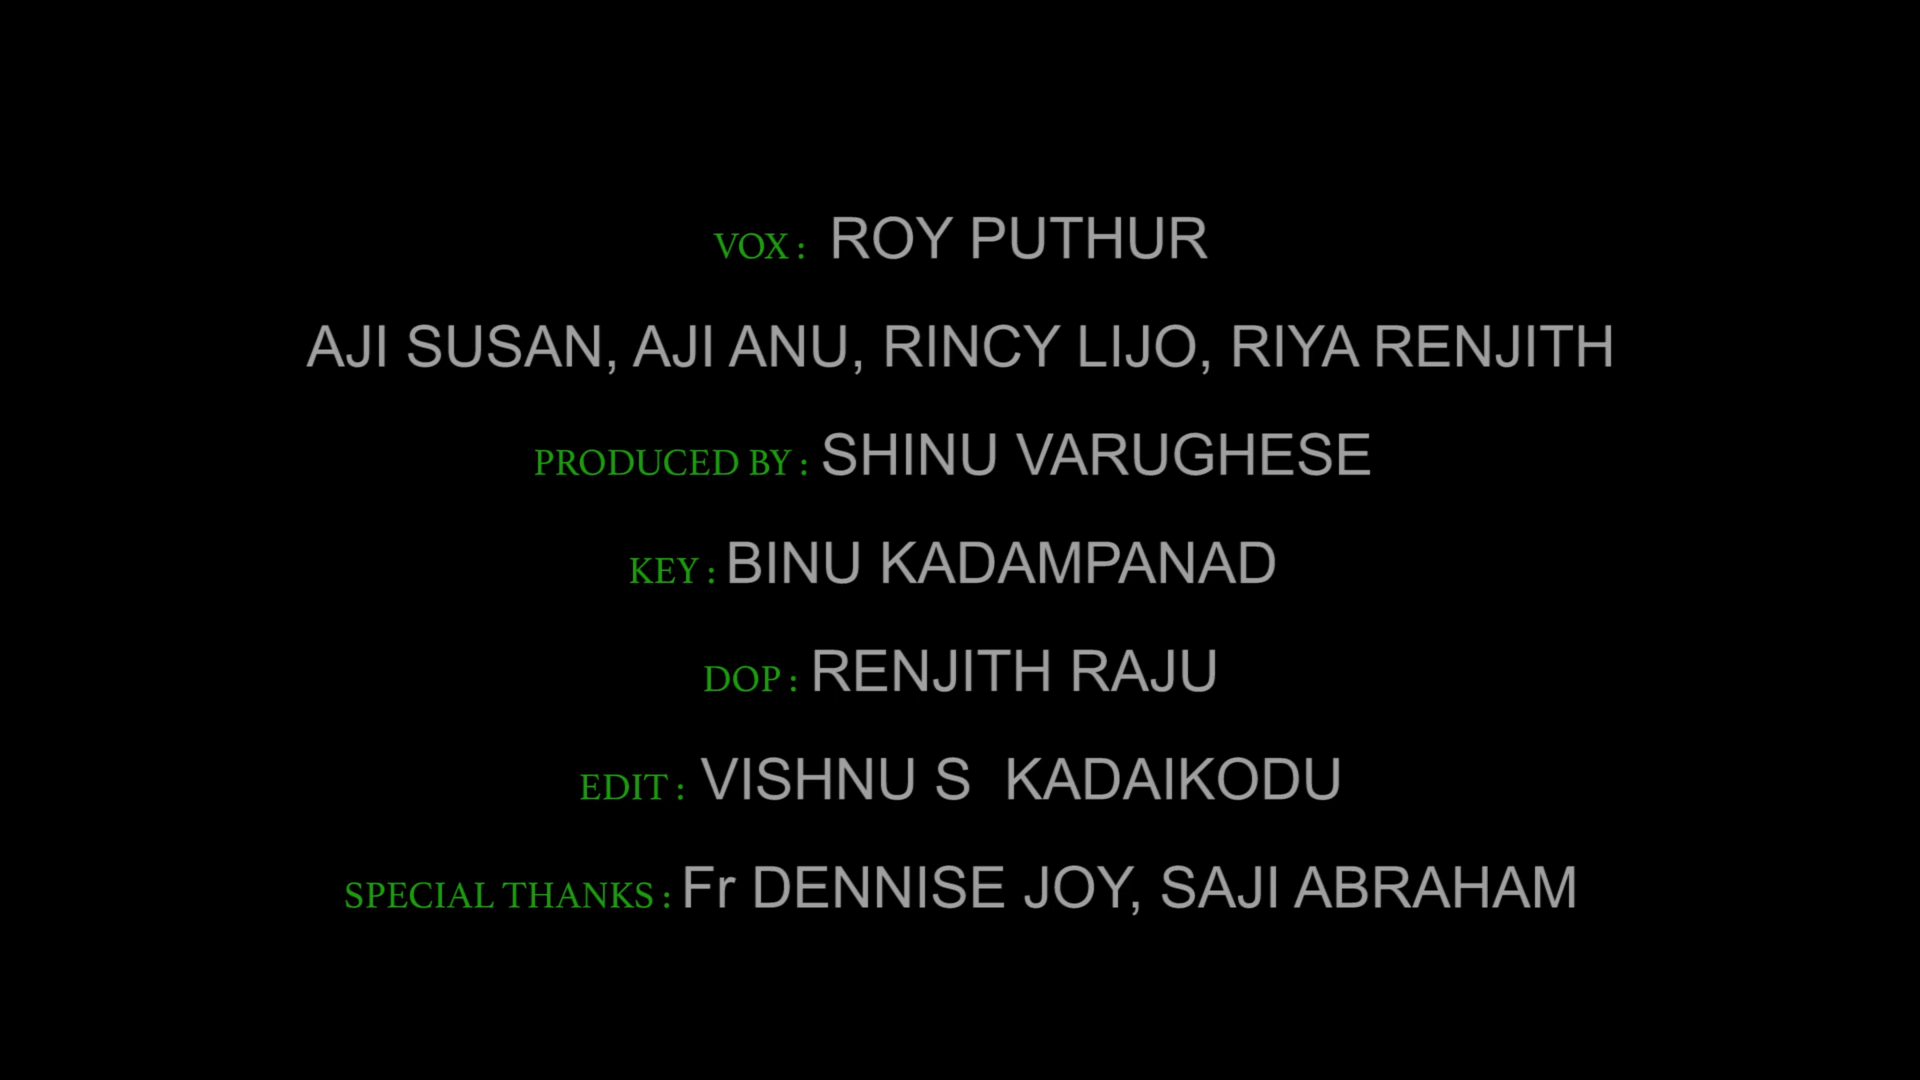 VOX : ROY PUTHUR
AJI SUSAN, AJI ANU, RINCY LIJO, RIYA RENJITH
PRODUCED BY : SHINU VARUGHESE
KEY : BINU KADAMPANAD
DOP : RENJITH RAJU
EDIT : VISHNU S KADAIKODU
SPECIAL THANKS : Fr DENNISE JOY, SAJI ABRAHAM